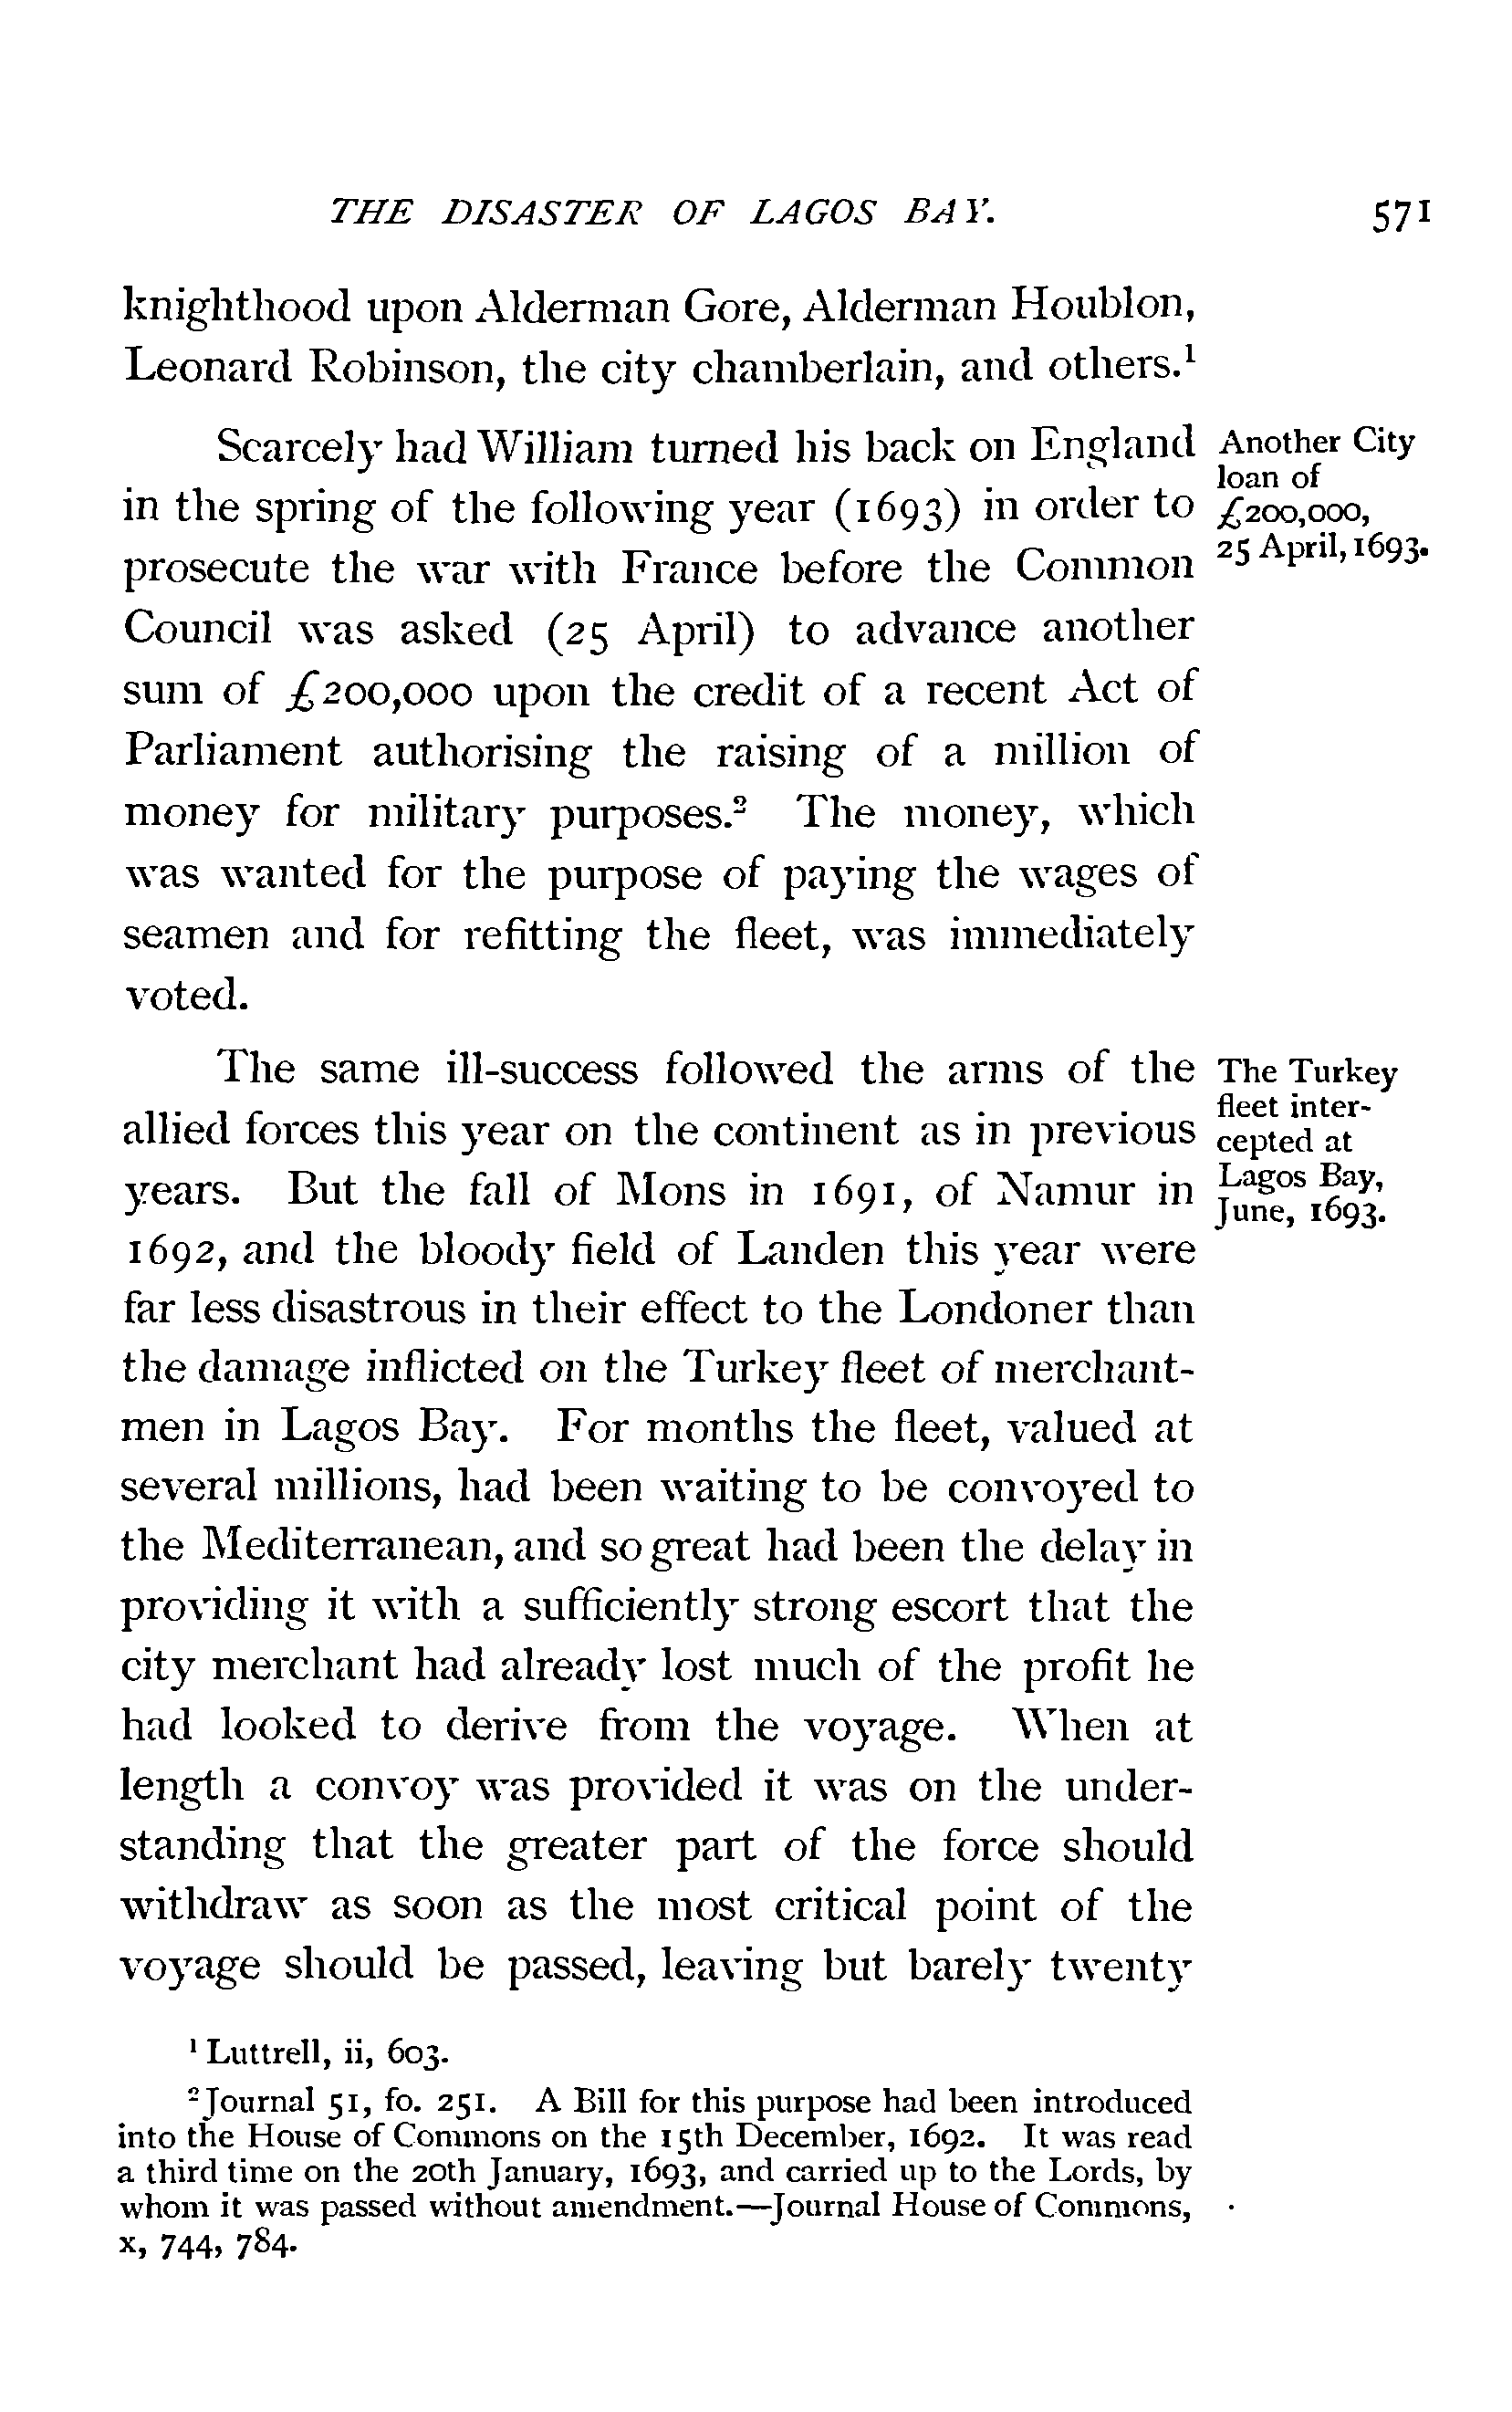 THE DISASTER OF LAGOS BAY. 571
knighthood upon Alderman Gore, Alderman Houblon,
Leonard Robinson, the city chamberlain, and others.¹
Scarcely had William turned his back on England
in the spring of the following year (1693) in order to
prosecute the war with France before the Common
Council was asked (25 April) to advance another
sum of £200,000 upon the credit of a recent Act of
Parliament authorising the raising of a million of
money for military purposes.² The money, which
was wanted for the purpose of paying the wages of
seamen and for refitting the fleet, was immediately
voted.
Another City
loan of
£200,000,
25 April, 1693.
The same ill-success followed the arms of the
allied forces this year on the continent as in previous
years. But the fall of Mons in 1691, of Namur in
1692, and the bloody field of Landen this year were
far less disastrous in their effect to the Londoner than
the damage inflicted on the Turkey fleet of merchant-
men in Lagos Bay. For months the fleet, valued at
several millions, had been waiting to be convoyed to
the Mediterranean, and so great had been the delay in
providing it with a sufficiently strong escort that the
city merchant had already lost much of the profit he
had looked to derive from the voyage. When at
length a convoy was provided it was on the under-
standing that the greater part of the force should
withdraw as soon as the most critical point of the
voyage should be passed, leaving but barely twenty
The Turkey
fleet inter-
cepted at
Lagos Bay,
June, 1693.
¹ Luttrell, ii, 603.
² Journal 51, fo. 251. A Bill for this purpose had been introduced
into the House of Commons on the 15th December, 1692. It was read
a third time on the 20th January, 1693, and carried up to the Lords, by
whom it was passed without amendment.—Journal House of Commons,
x, 744, 784.